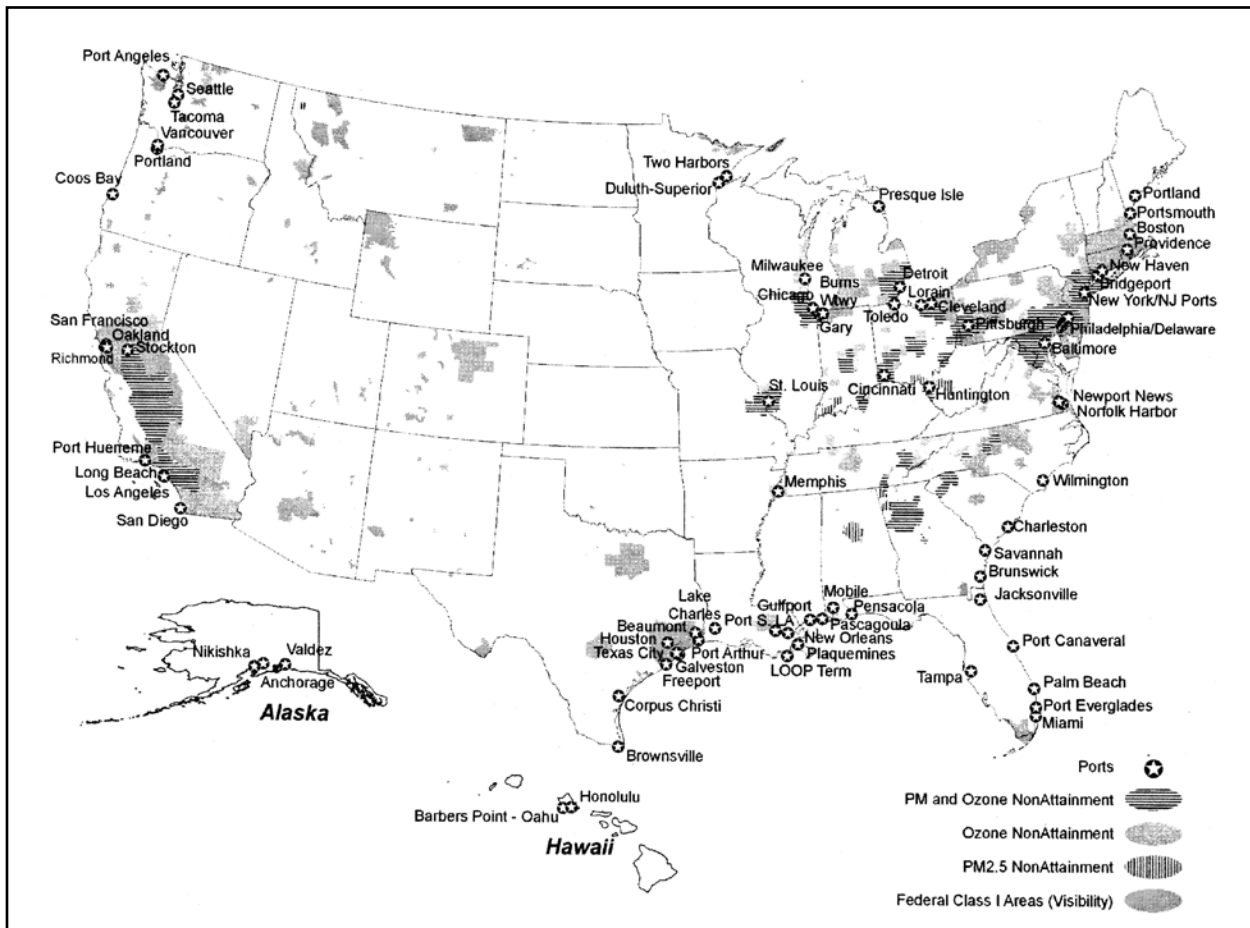 Port Angeles
Seattle
Tacoma
Vancouver
Portland
Coos Bay
San Francisco
Oakland
Stockton
Richmond
Port Hueneme
Long Beach
Los Angeles
San Diego
Two Harbors
Duluth-Superior
Presque Isle
Milwaukee
Burns
Wtwy
Chicago
Gary
Detroit
Lorain
Cleveland
Toledo
Pittsburgh
St. Louis
Cincinnati
Huntington
Portland
Portsmouth
Boston
Providence
New Haven
Bridgeport
New York/NJ Ports
Philadelphia/Delaware
Baltimore
Newport News
Norfolk Harbor
Wilmington
Memphis
Charleston
Savannah
Brunswick
Jacksonville
Port Canaveral
Tampa
Palm Beach
Port Everglades
Miami
Mobile
Pensacola
Gulfport
Pascagoula
Port S. LA
New Orleans
Plaquemines
LOOP Term
Lake
Charles
Beaumont
Houston
Port Arthur
Texas City
Galveston
Freeport
Corpus Christi
Brownsville
Nikishka
Valdez
Anchorage
Alaska
Honolulu
Barbers Point - Oahu
Hawaii
Ports
PM and Ozone NonAttainment
Ozone NonAttainment
PM2.5 NonAttainment
Federal Class I Areas (Visibility)